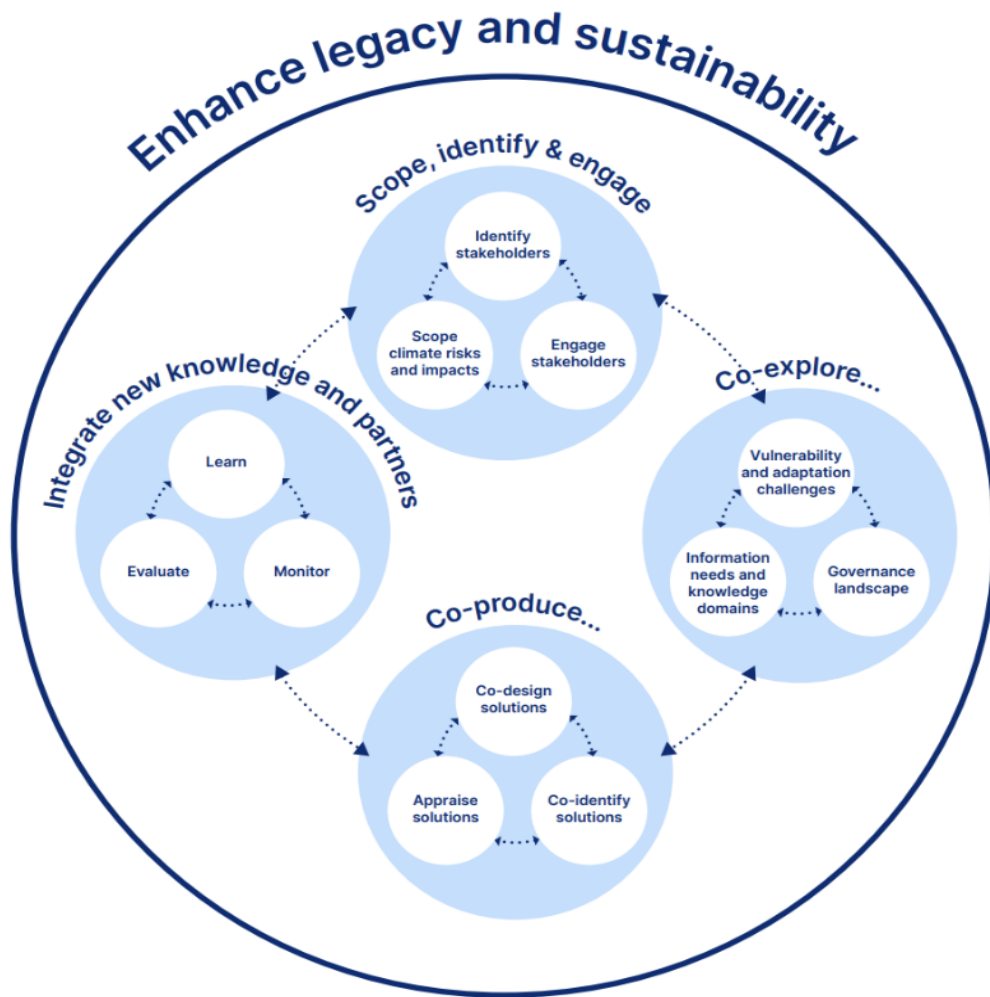 Enhance legacy and sustainability
Scope, identify & engage
Identify
stakeholders
Scope
climate risks
and impacts
Engage
stakeholders
Integrate new knowledge and partners
Learn
Evaluate
Monitor
Co-explore...
Vulnerability
and adaptation
challenges
Information
needs and
knowledge
domains
Governance
landscape
Co-produce...
Co-design
solutions
Appraise
solutions
Co-identify
solutions